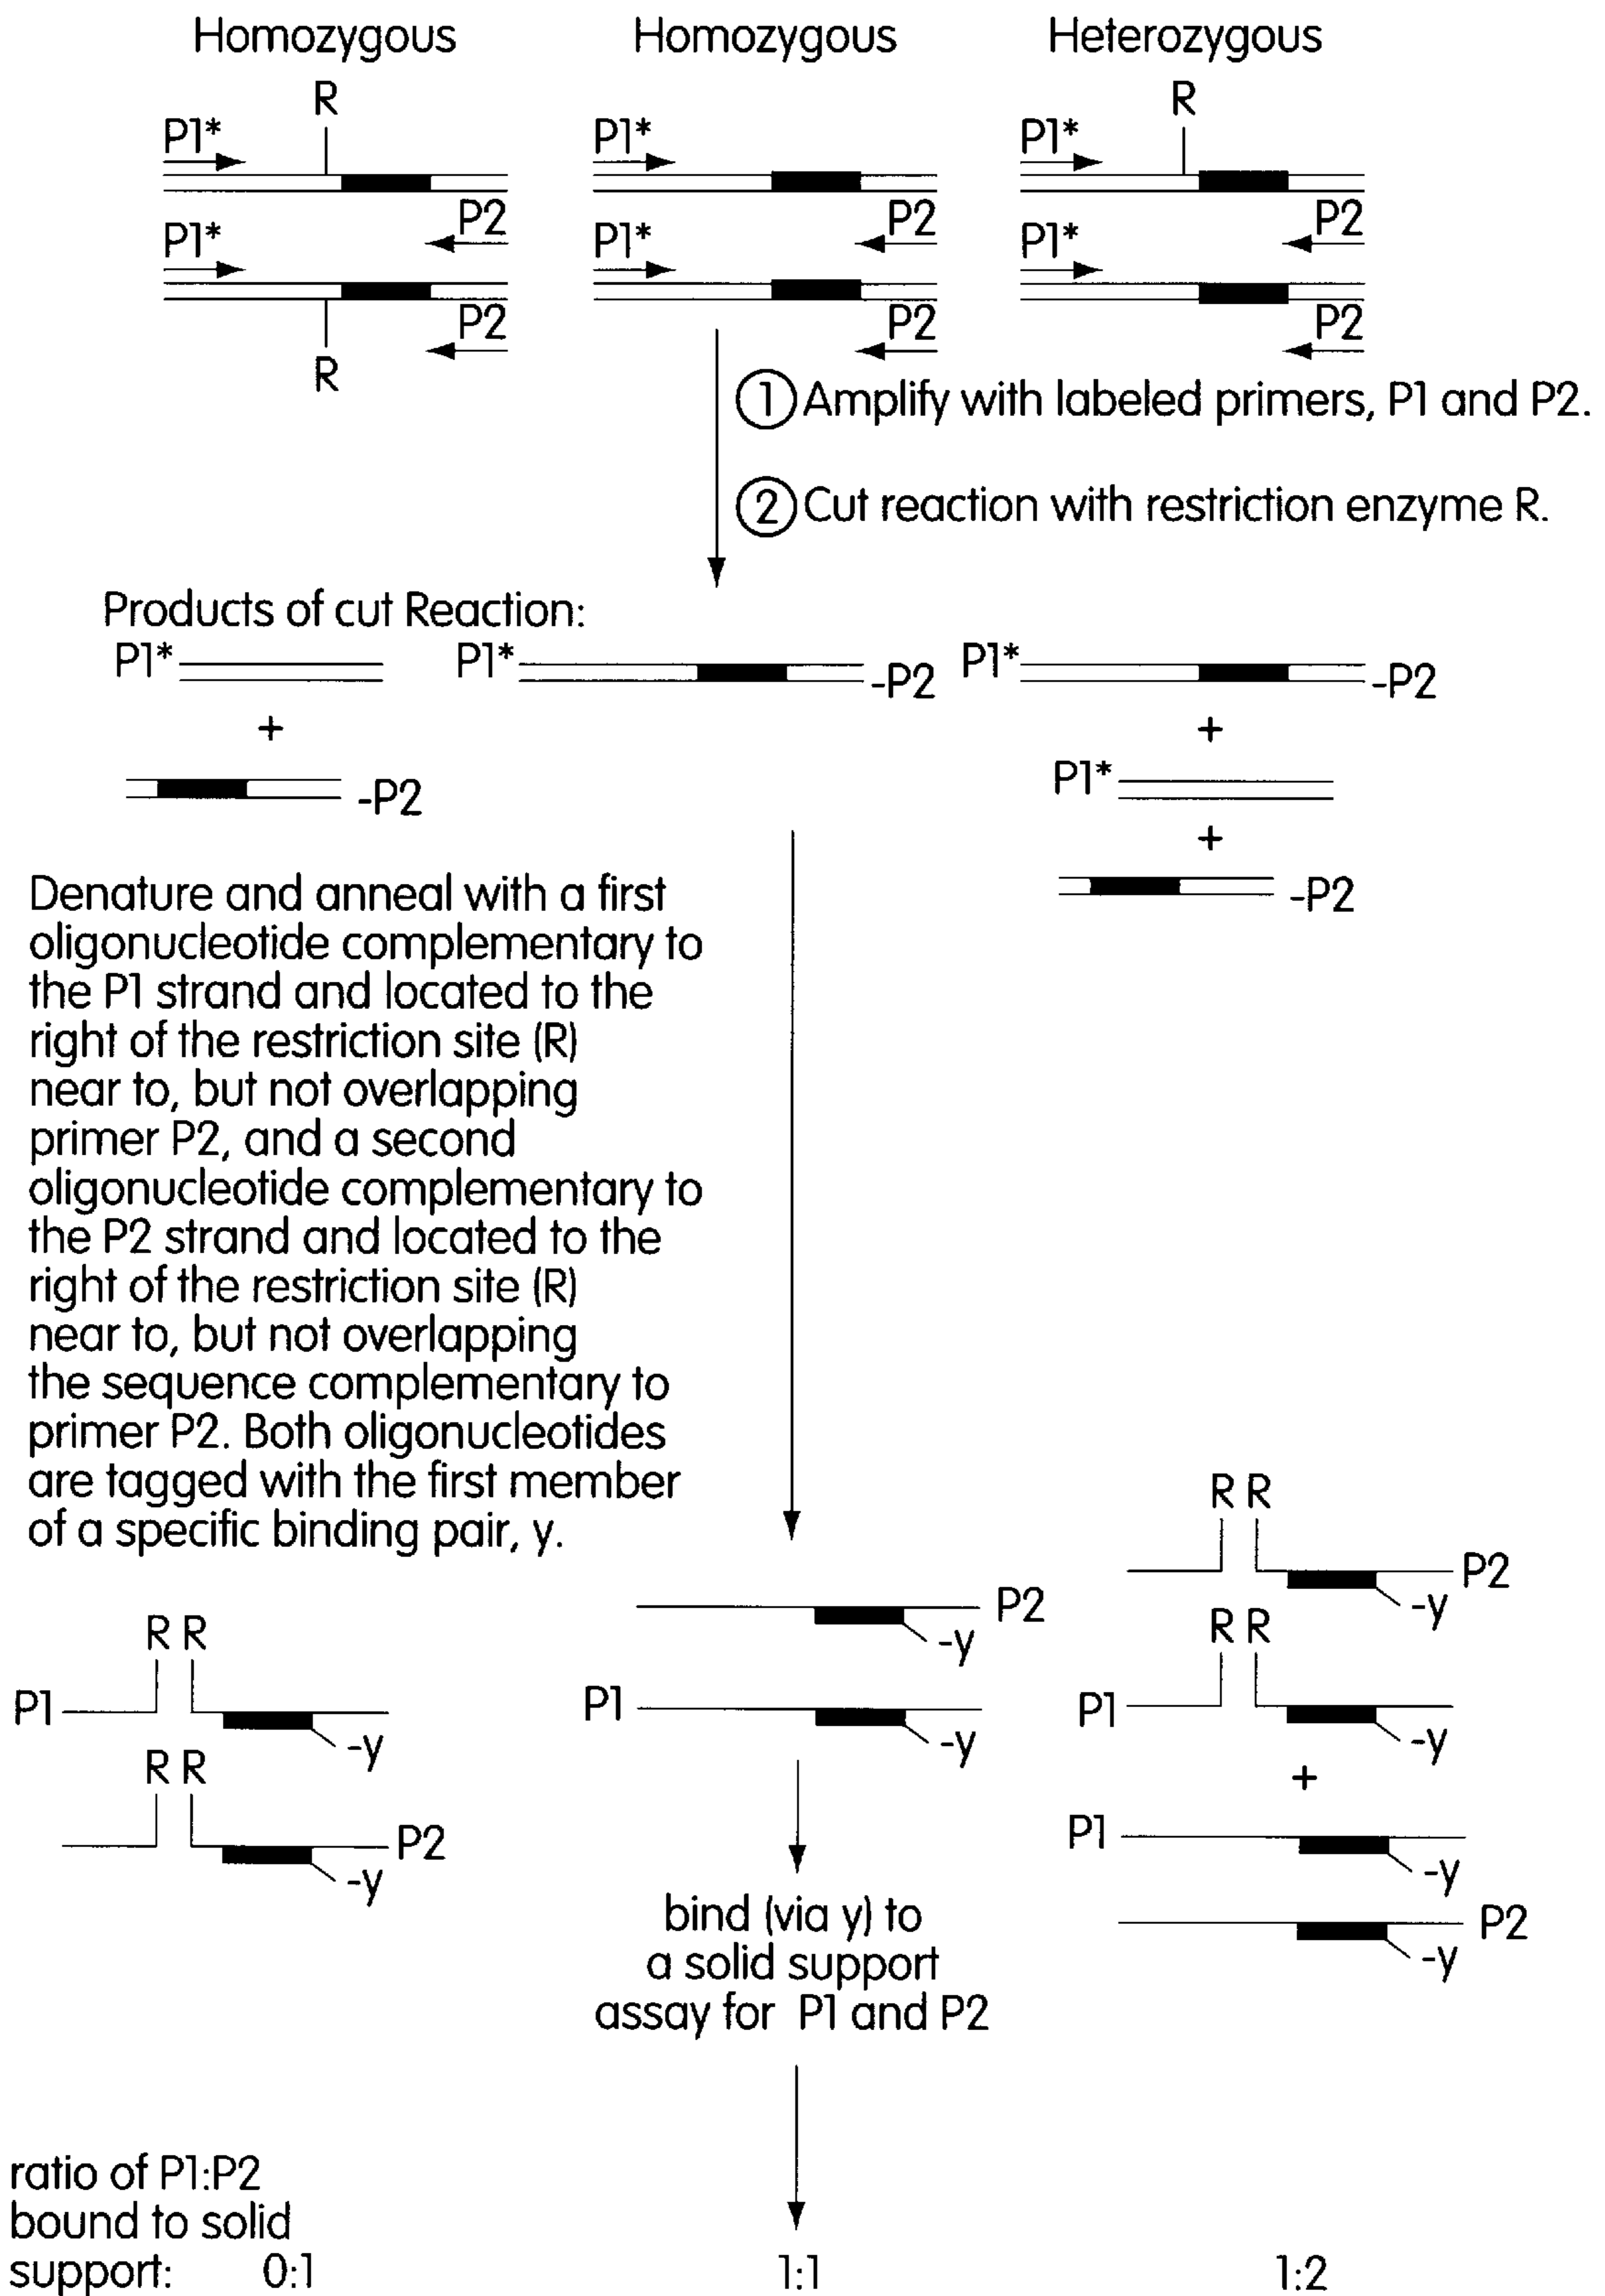 Homozygous Homozygous Heterozygous
R R
P1* P1* P1*
P2 P2 P2
P1* P1* P1*
P2 P2 P2
R
1 Amplify with labeled primers, P1 and P2.
2 Cut reaction with restriction enzyme R.
Products of cut Reaction:
P1* P1* -P2 P1* -P2
+ +
P1*
-P2
+
-P2
Denature and anneal with a first
oligonucleotide complementary to
the P1 strand and located to the
right of the restriction site (R)
near to, but not overlapping
primer P2, and a second
oligonucleotide complementary to
the P2 strand and located to the
right of the restriction site (R)
near to, but not overlapping
the sequence complementary to
primer P2. Both oligonucleotides
are tagged with the first member
of a specific binding pair, y.
R R
P2
-y
R R
P1
-y
+
P1
-y
P2
-y
P2
-y
P1
-y
R R
P1
-y
R R
P2
-y
bind (via y) to
a solid support
assay for P1 and P2
ratio of P1:P2
bound to solid
support: 0:1 1:1 1:2